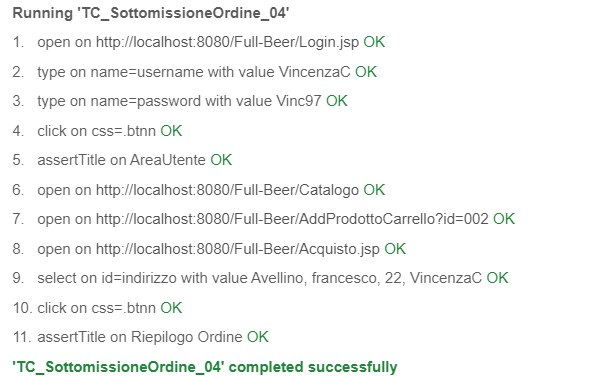 Running 'TC_SottomissioneOrdine_04'
1. open on http://localhost:8080/Full-Beer/Login.jsp OK
2. type on name=username with value VincenzaC OK
3. type on name=password with value Vinc97 OK
4. click on css=.btnn OK
5. assertTitle on AreaUtente OK
6. open on http://localhost:8080/Full-Beer/Catalogo OK
7. open on http://localhost:8080/Full-Beer/AddProdottoCarrello?id=002 OK
8. open on http://localhost:8080/Full-Beer/Acquisto.jsp OK
9. select on id=indirizzo with value Avellino, francesco, 22, VincenzaC OK
10. click on css=.btnn OK
11. assertTitle on Riepilogo Ordine OK
'TC_SottomissioneOrdine_04' completed successfully